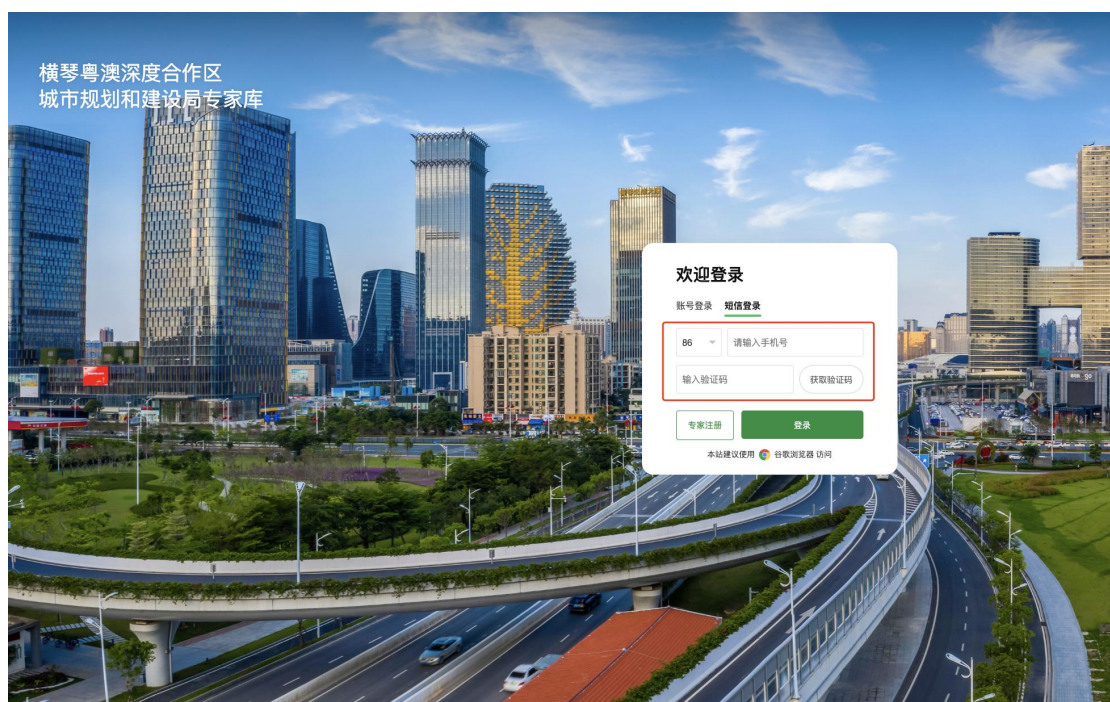 横琴粤澳深度合作区
城市规划和建设局专家库
欢迎登录
账号登录 短信登录
86 请输入手机号
输入验证码 获取验证码
专家注册 登录
本站建议使用 谷歌浏览器 访问